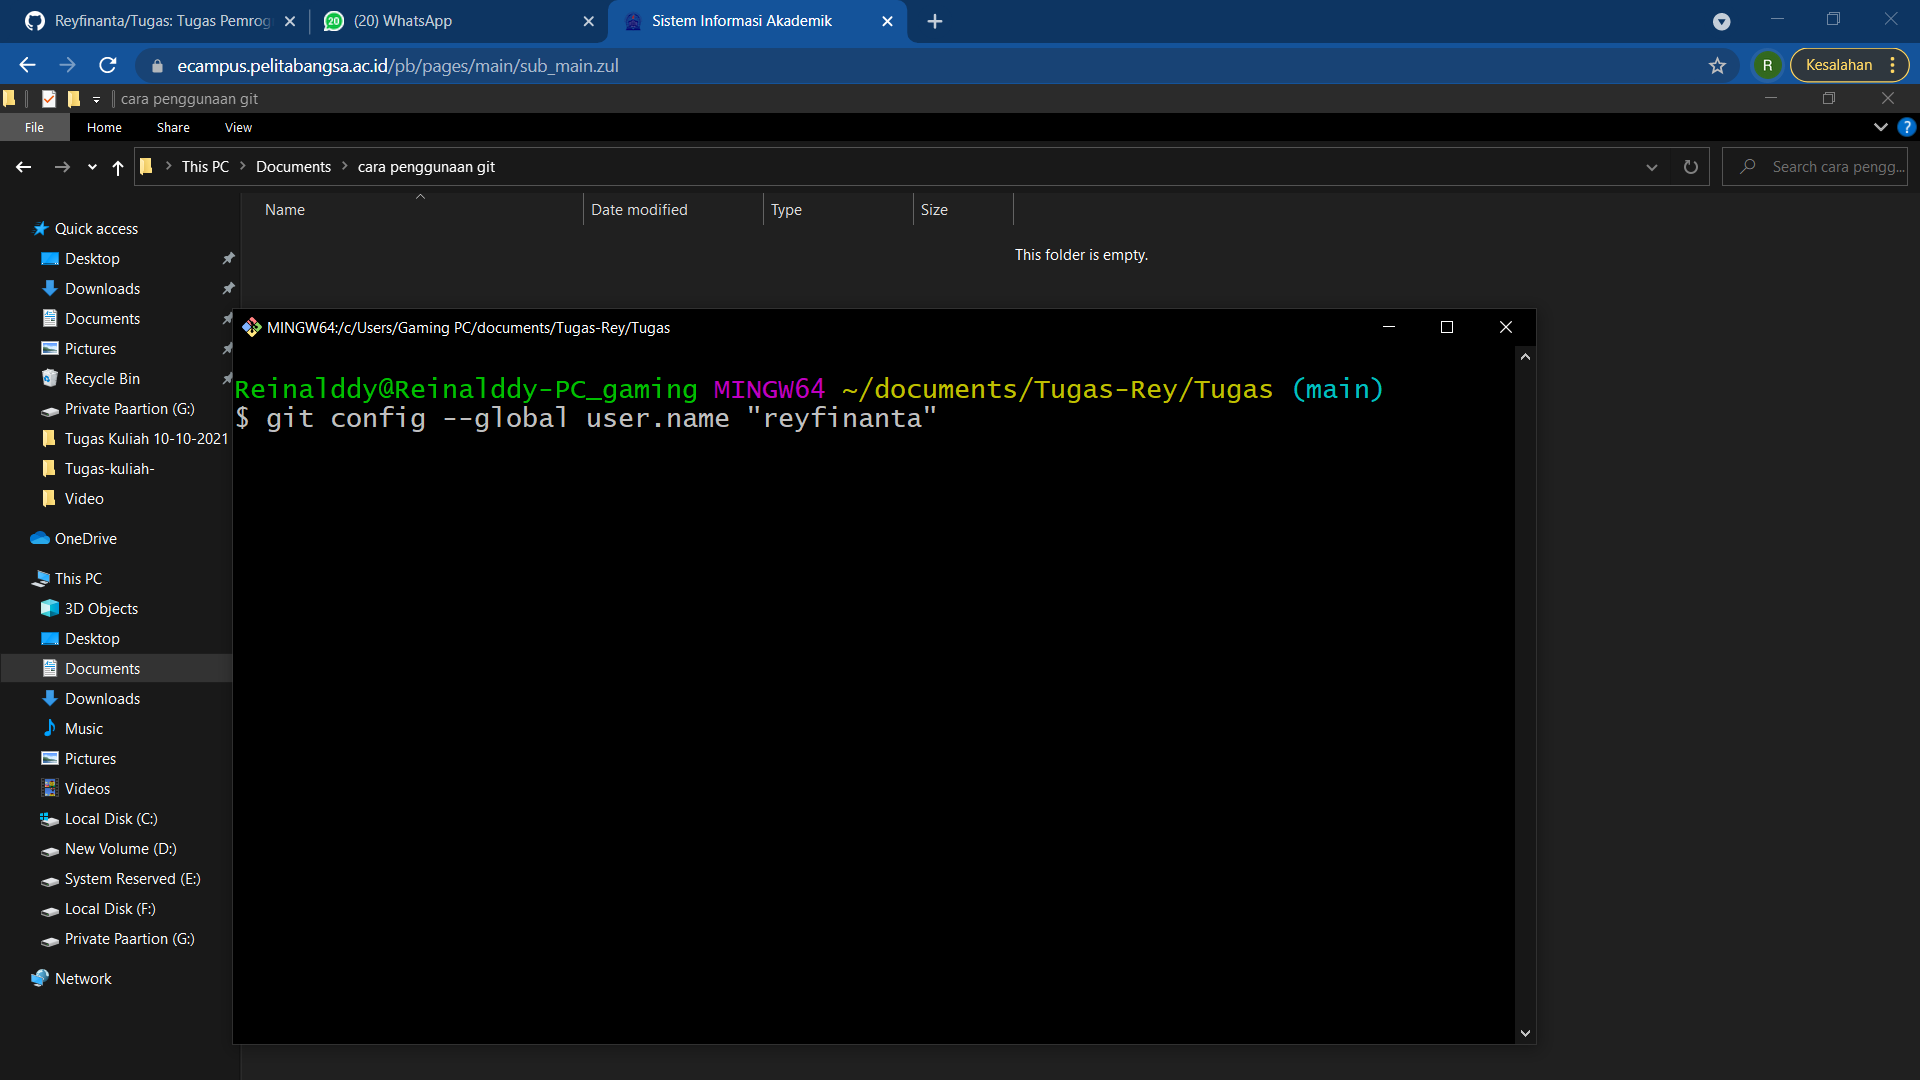 Reyfinanta/Tugas: Tugas Pemrog
(20) WhatsApp
Sistem Informasi Akademik
ecampus.pelitabangsa.ac.id/pb/pages/main/sub_main.zul
R
Kesalahan
cara penggunaan git
File Home Share View
This PC > Documents > cara penggunaan git
Search cara pengg...
Name Date modified Type Size
This folder is empty.
Quick access
Desktop
Downloads
Documents
Pictures
Recycle Bin
Private Paartion (G:)
Tugas Kuliah 10-10-2021
Tugas-kuliah-
Video
OneDrive
This PC
3D Objects
Desktop
Documents
Downloads
Music
Pictures
Videos
Local Disk (C:)
New Volume (D:)
System Reserved (E:)
Local Disk (F:)
Private Paartion (G:)
Network
MINGW64:/c/Users/Gaming PC/documents/Tugas-Rey/Tugas
Reinalddy@Reinalddy-PC_gaming MINGW64 ~/documents/Tugas-Rey/Tugas (main)
$ git config --global user.name "reyfinanta"